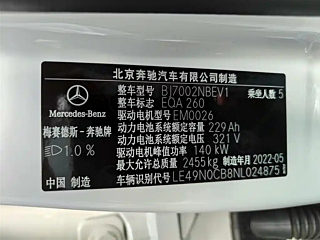 北京奔驰汽车有限公司制造
整车型号 BJ7002NBEV1 乘坐人数 5
整车标志 EQA 260
驱动电机型号 EM0026
Mercedes-Benz
梅赛德斯-奔驰牌
动力电池系统额定容量 229 Ah
动力电池系统额定电压 321 V
1.0 %
驱动电机峰值功率 140 kW
最大允许总质量 2455 kg 制造年月 2022-05
中国 制造
车辆识别代号 LE49N0CB8NL024875